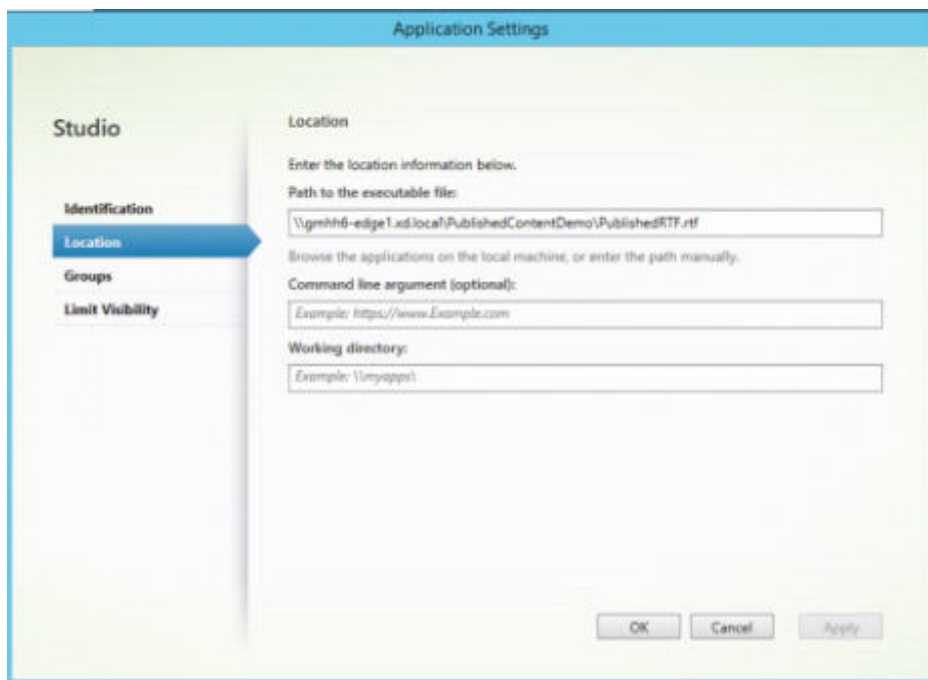 Application Settings
Studio
Identification
Location
Groups
Limit Visibility
Location
Enter the location information below.
Path to the executable file:
\\gmhh6-edge1.xd.local\PublishedContentDemo\PublishedRTF.rtf
Browse the applications on the local machine, or enter the path manually.
Command line argument (optional):
Example: https://www.Example.com
Working directory:
Example: \\myapps\
OK
Cancel
Apply